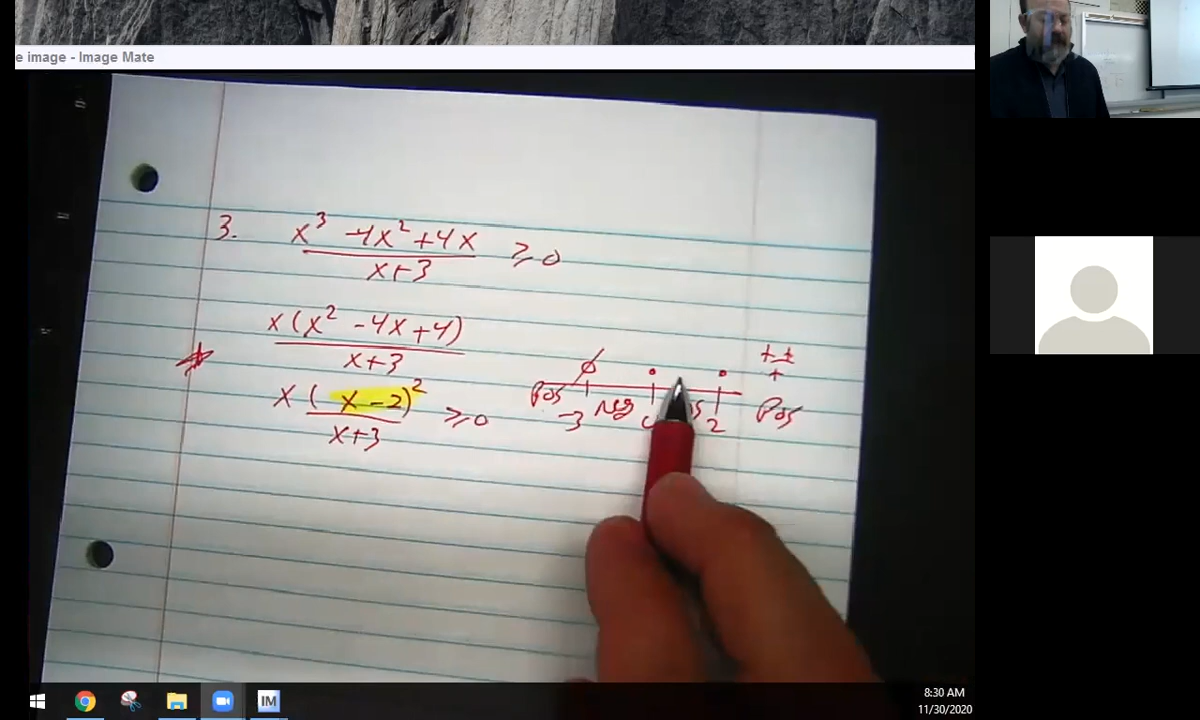 e image - Image Mate
3. x³ -4x² +4x
x+3
≥0
x(x² -4x+4)
x+3
x(x-2)²
x+3
≥0
∅ • •
++
+
Pos Neg Pos
-3 2
IM
8:30 AM
11/30/2020